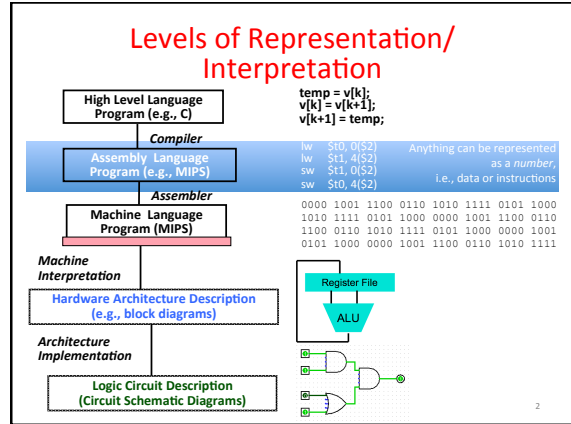 Levels of Representation/
Interpretation
High Level Language
Program (e.g., C)
Compiler
Assembly Language
Program (e.g., MIPS)
Assembler
Machine Language
Program (MIPS)
Machine
Interpretation
Hardware Architecture Description
(e.g., block diagrams)
Architecture
Implementation
Logic Circuit Description
(Circuit Schematic Diagrams)
temp = v[k];
v[k] = v[k+1];
v[k+1] = temp;
lw $t0, 0($2)
lw $t1, 4($2)
sw $t1, 0($2)
sw $t0, 4($2)
Anything can be represented
as a number,
i.e., data or instructions
0000 1001 1100 0110 1010 1111 0101 1000
1010 1111 0101 1000 0000 1001 1100 0110
1100 0110 1010 1111 0101 1000 0000 1001
0101 1000 0000 1001 1100 0110 1010 1111
Register File
ALU
2